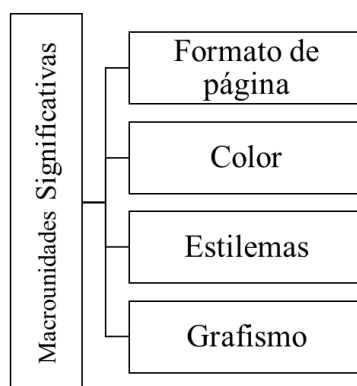 Macrounidades Significativas
Formato de
página
Color
Estilemas
Grafismo